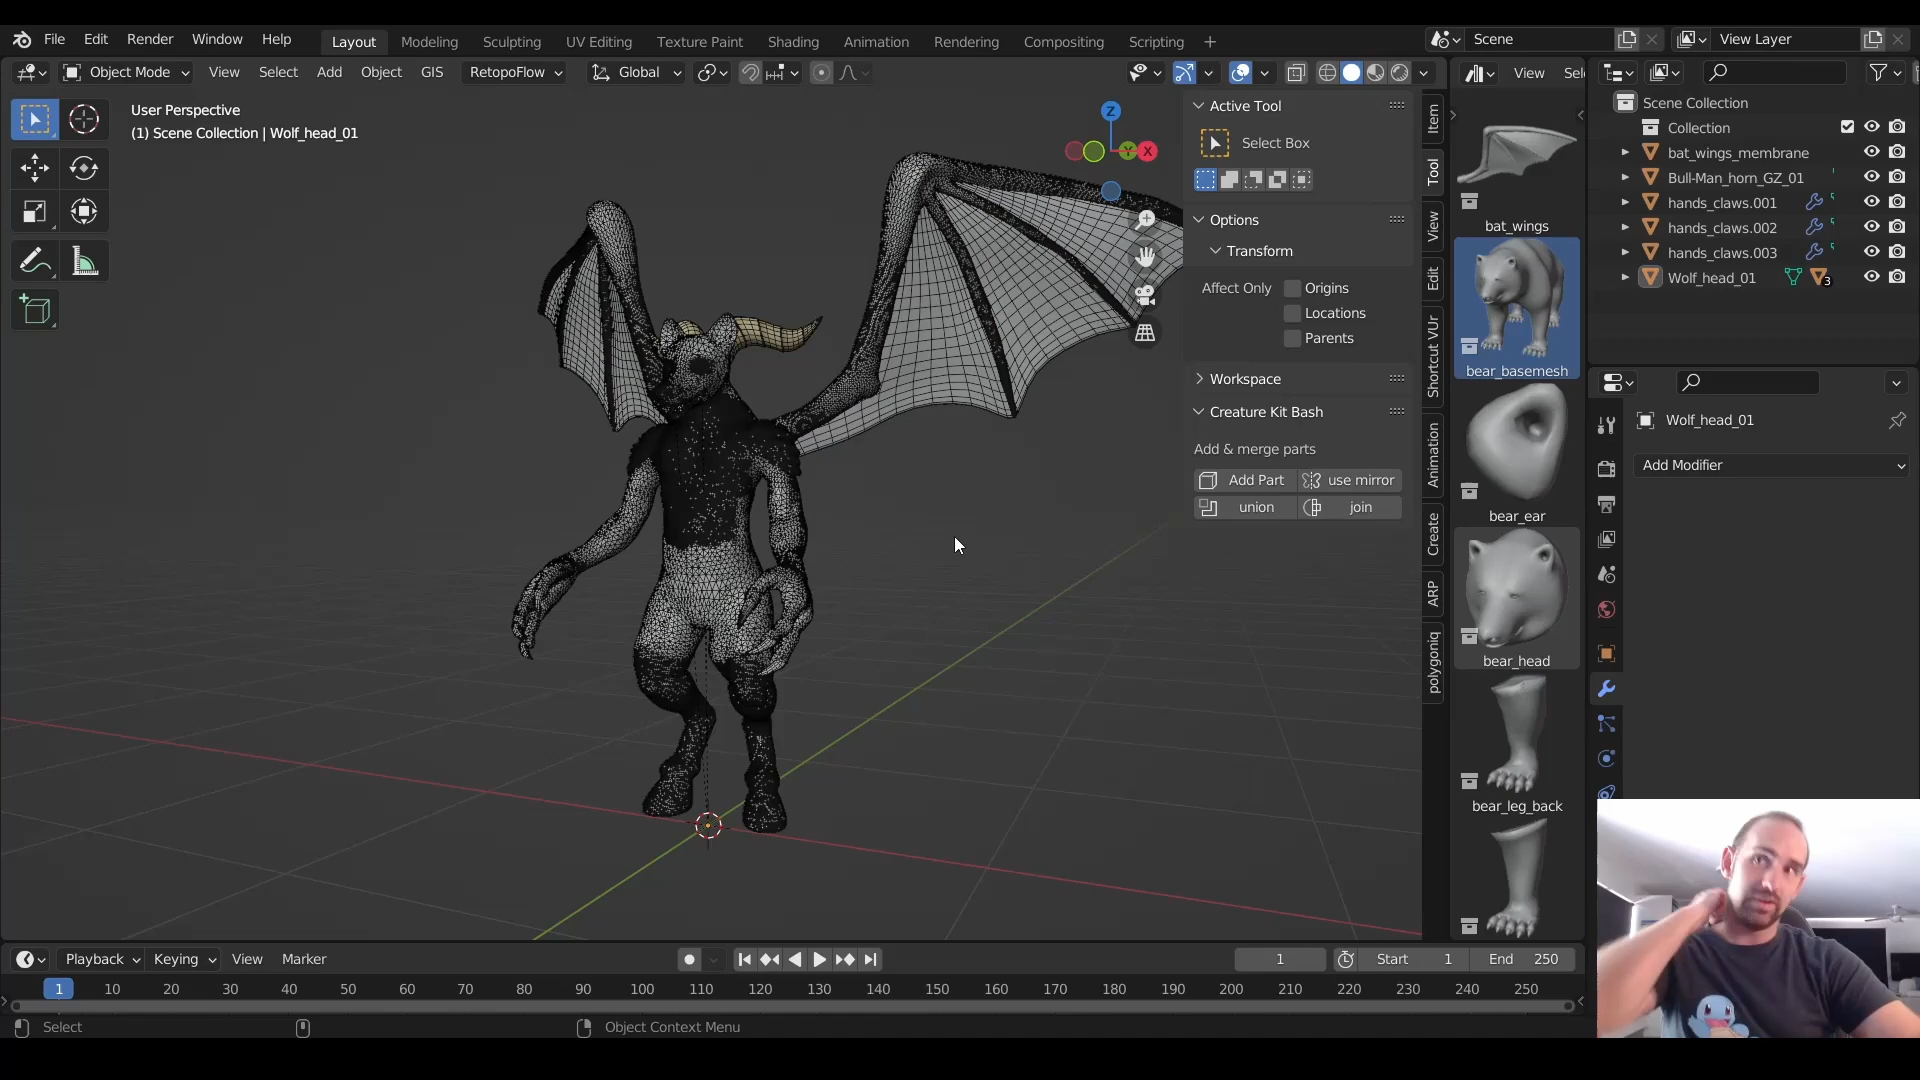 File Edit Render Window Help Layout Modeling Sculpting UV Editing Texture Paint Shading Animation Rendering Compositing Scripting + Scene View Layer
Object Mode View Select Add Object GIS RetopoFlow Global View Sel
User Perspective
(1) Scene Collection | Wolf_head_01
Z
Y X
Active Tool
Select Box
Options
Transform
Affect Only Origins
Locations
Parents
Workspace
Creature Kit Bash
Add & merge parts
Add Part use mirror
union join
Item
Tool
View
Edit
Shortcut VUr
Animation
Create
ARP
polygoniq
bat_wings
bear_basemesh
bear_ear
bear_head
bear_leg_back
Scene Collection
Collection
bat_wings_membrane
Bull-Man_horn_GZ_01
hands_claws.001
hands_claws.002
hands_claws.003
Wolf_head_01 3
Wolf_head_01
Add Modifier
Playback Keying View Marker 1 Start 1 End 250
1 10 20 30 40 50 60 70 80 90 100 110 120 130 140 150 160 170 180 190 200 210 220 230 240 250
Select Object Context Menu